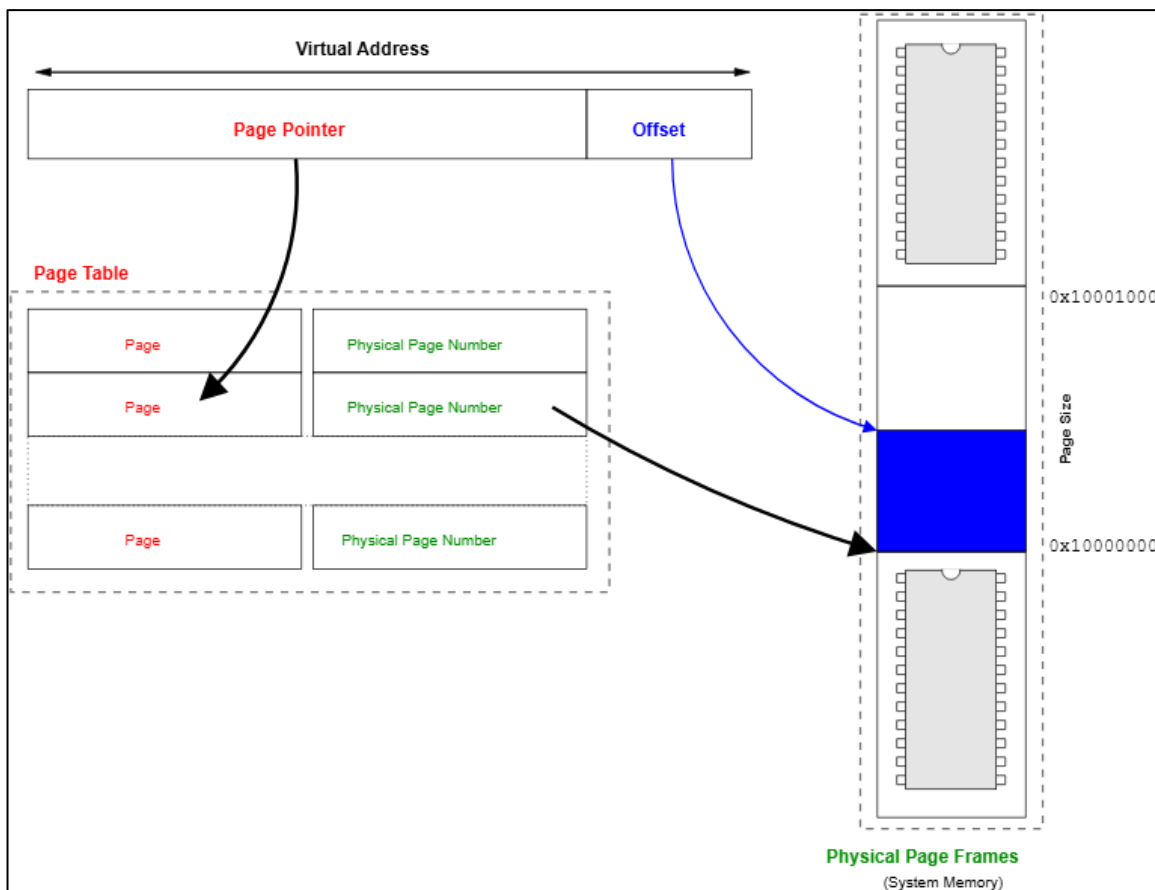 Virtual Address
Page Pointer
Offset
Page Table
Page
Physical Page Number
Page
Physical Page Number
Page
Physical Page Number
0x10001000
Page Size
0x10000000
Physical Page Frames
(System Memory)